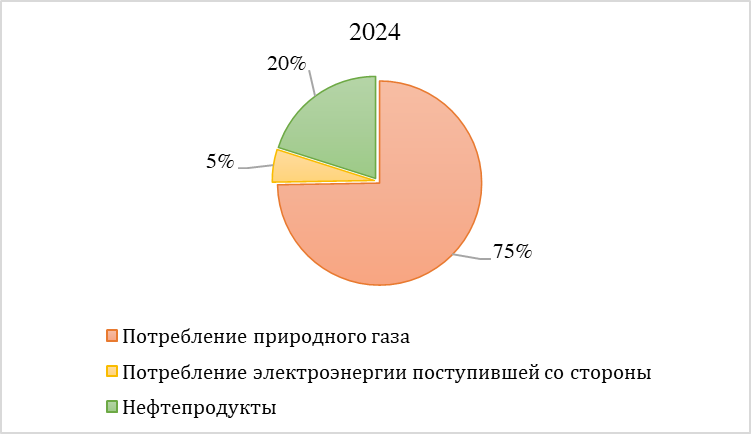 2024
20%
5%
75%
Потребление природного газа
Потребление электроэнергии поступившей со стороны
Нефтепродукты